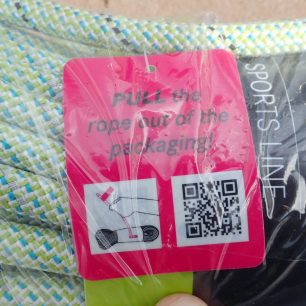 PULL the
rope out of the
packaging!
SPORTS LINE